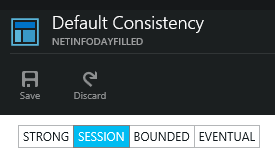 Default Consistency
NETINFODAYFILLED
Save Discard
STRONG SESSION BOUNDED EVENTUAL